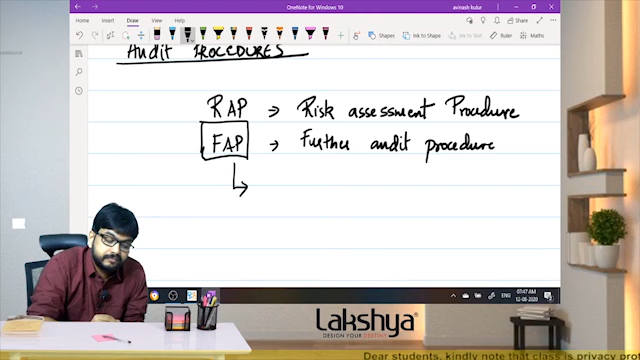 OneNote for Windows 10
avinash kulur
Home Insert Draw View Help
Shapes Ink to Shape Ink to Text Ruler Maths
Audit PROCEDURES
RAP ⇒ Risk assessment Procedure
FAP ⇒ Further audit procedure
ENG
07:47 AM
12-08-2020
Lakshya
DESIGN YOUR DESTINY
Dear students, kindly note that class is privacy prot